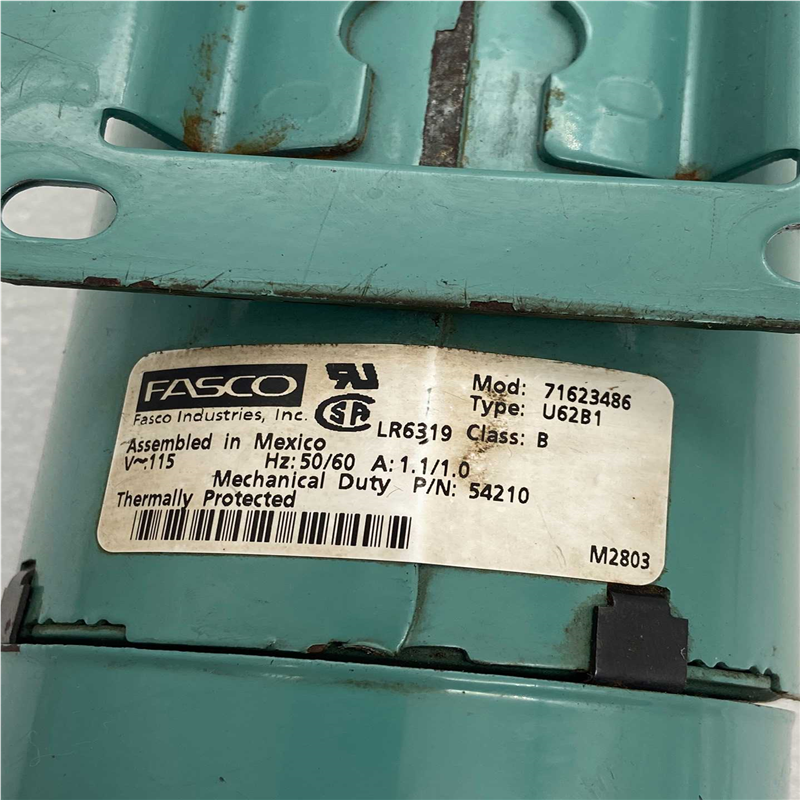 FASCO
Fasco Industries, Inc.
Mod: 71623486
Type: U62B1
LR6319 Class: B
Assembled in Mexico
V~:115 Hz: 50/60 A: 1.1/1.0
Mechanical Duty P/N: 54210
Thermally Protected
M2803